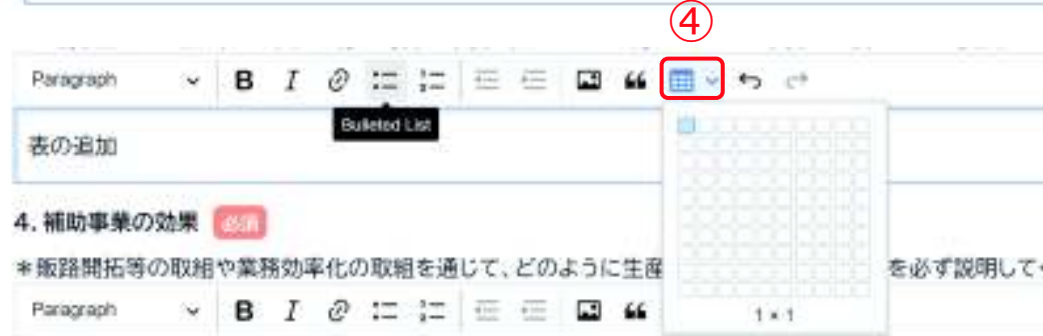 ④
Paragraph B I
Bulleted List
表の追加
4. 補助事業の効果 必須
＊販路開拓等の取組や業務効率化の取組を通じて、どのように生産 を必ず説明して
Paragraph B I
1 × 1